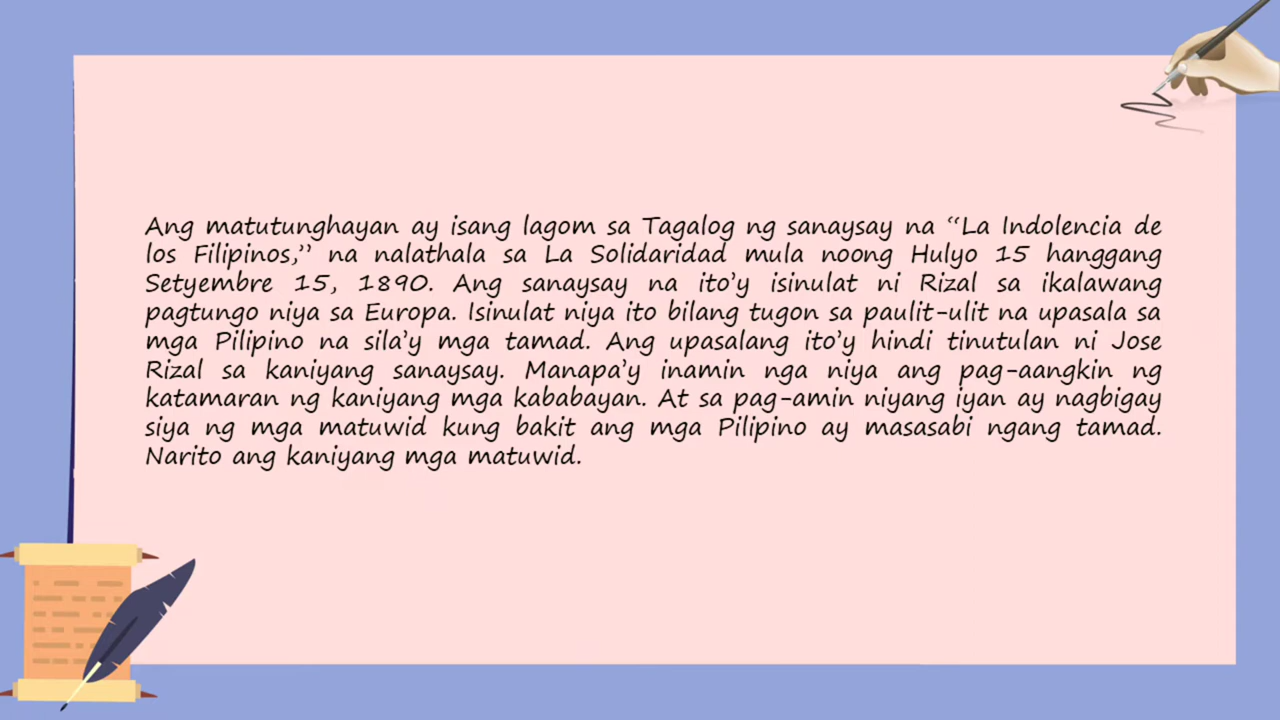 Ang matutunghayan ay isang lagom sa Tagalog ng sanaysay na “La Indolencia de
los Filipinos,” na nalathala sa La Solidaridad mula noong Hulyo 15 hanggang
Setyembre 15, 1890. Ang sanaysay na ito’y isinulat ni Rizal sa ikalawang
pagtungo niya sa Europa. Isinulat niya ito bilang tugon sa paulit-ulit na upasala sa
mga Pilipino na sila’y mga tamad. Ang upasalang ito’y hindi tinutulan ni Jose
Rizal sa kaniyang sanaysay. Manapa’y inamin nga niya ang pag-aangkin ng
katamaran ng kaniyang mga kababayan. At sa pag-amin niyang iyan ay nagbigay
siya ng mga matuwid kung bakit ang mga Pilipino ay masasabi ngang tamad.
Narito ang kaniyang mga matuwid.